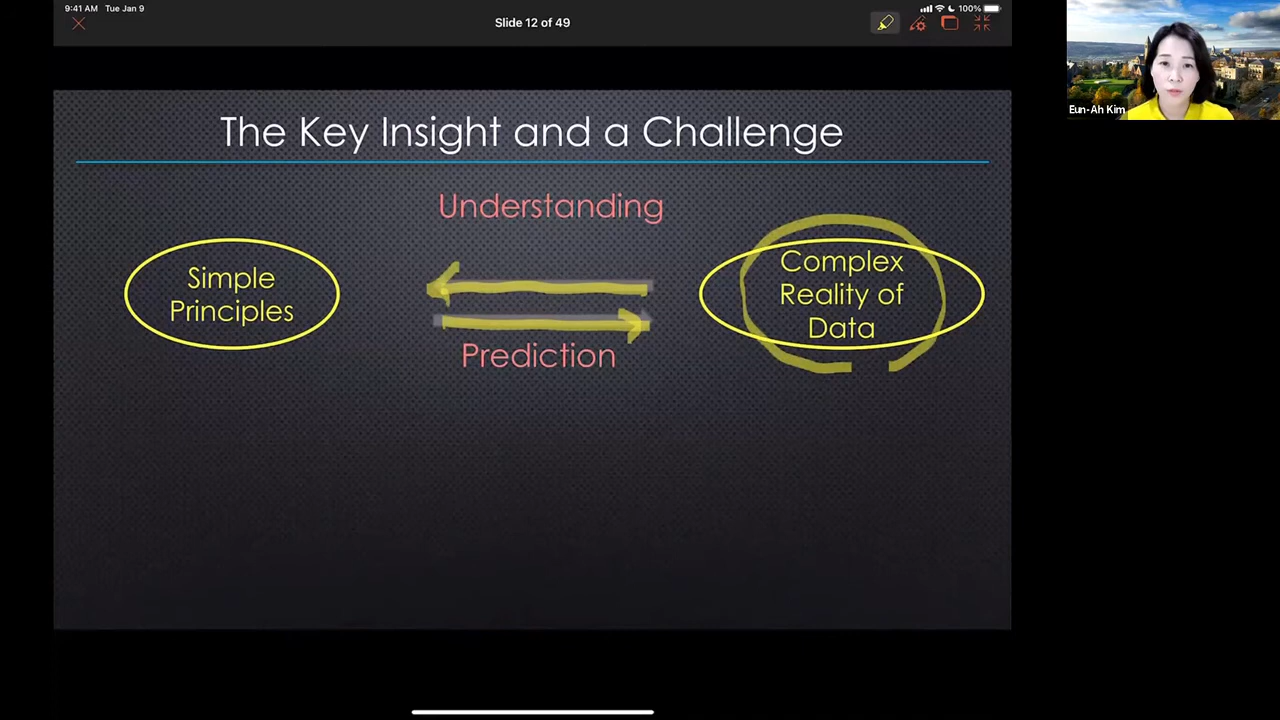 9:41 AM Tue Jan 9
100%
Slide 12 of 49
Eun-Ah Kim
The Key Insight and a Challenge
Understanding
Simple
Principles
Complex
Reality of
Data
Prediction